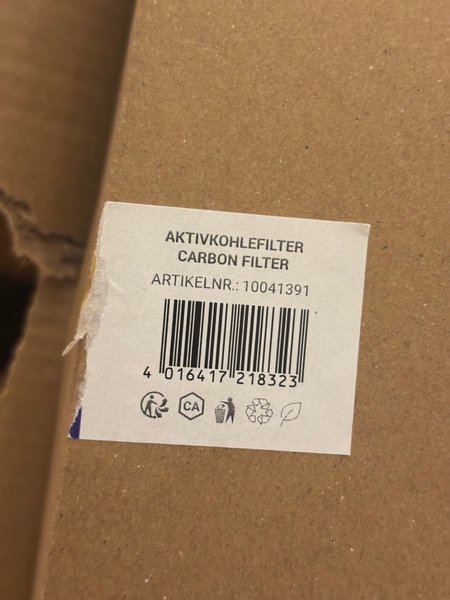 AKTIVKOHLEFILTER
CARBON FILTER
ARTIKELNR.: 10041391
4 016417 218323
CA